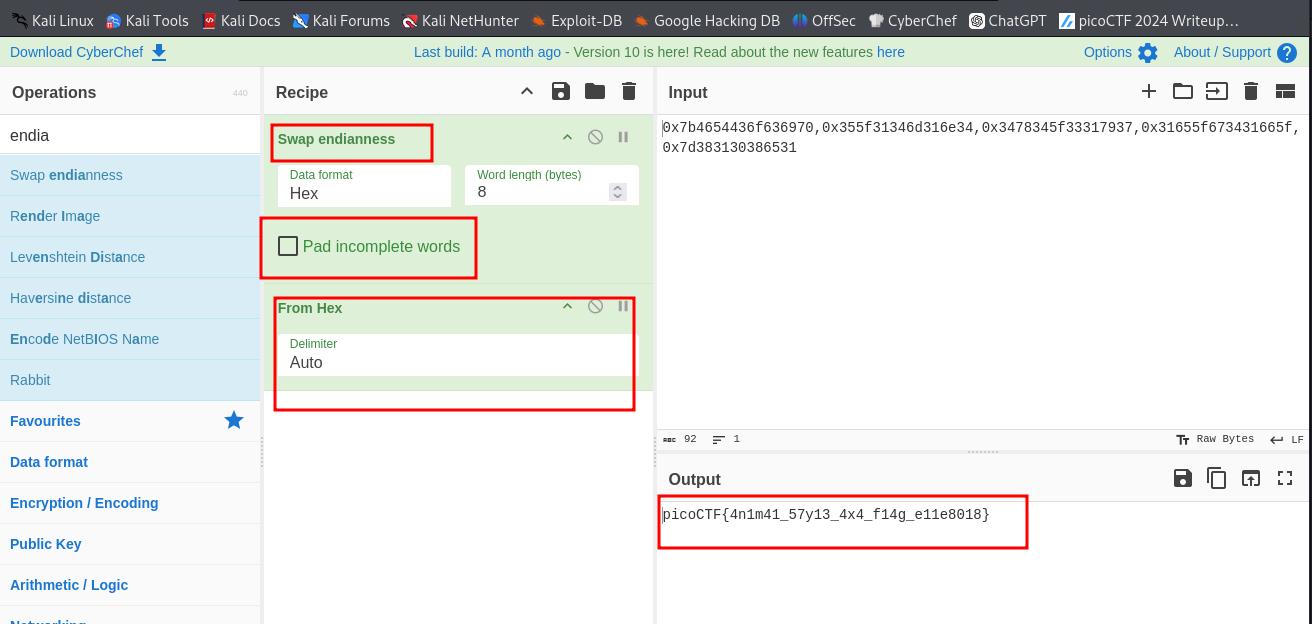 Kali Linux Kali Tools Kali Docs Kali Forums Kali NetHunter Exploit-DB Google Hacking DB OffSec CyberChef ChatGPT picoCTF 2024 Writeup…
Download CyberChef Last build: A month ago - Version 10 is here! Read about the new features here Options About / Support
Operations 440
endia
Swap endianness
Render Image
Levenshtein Distance
Haversine distance
Encode NetBIOS Name
Rabbit
Favourites
Data format
Encryption / Encoding
Public Key
Arithmetic / Logic
Networking
Recipe
Swap endianness
Data format Word length (bytes)
Hex 8
Pad incomplete words
From Hex
Delimiter
Auto
Input
0x7b4654436f636970,0x355f31346d316e34,0x3478345f33317937,0x31655f673431665f,
0x7d383130386531
ABC 92 1 Tт Raw Bytes LF
Output
picoCTF{4n1m41_57y13_4x4_f14g_e11e8018}